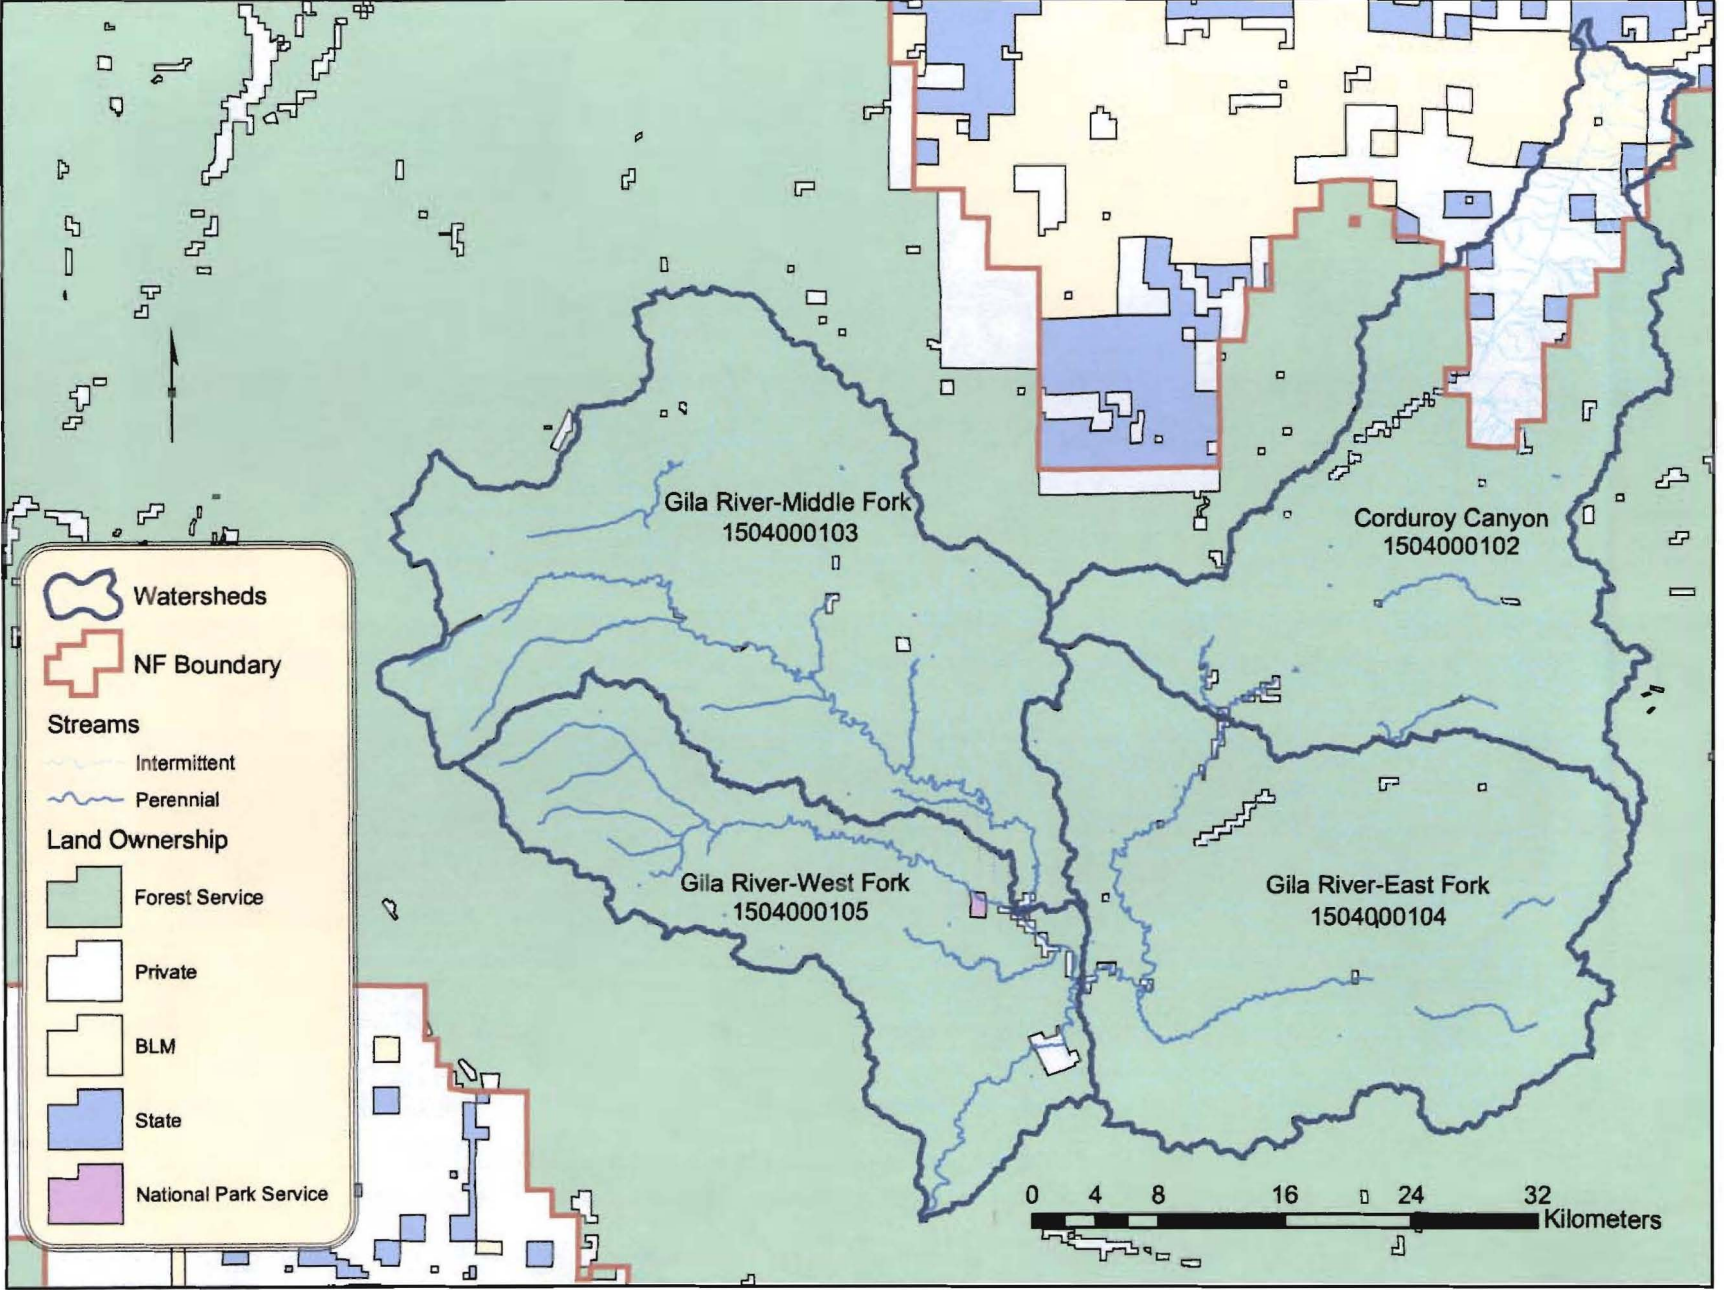 Gila River-Middle Fork
1504000103
Corduroy Canyon
1504000102
Gila River-West Fork
1504000105
Gila River-East Fork
1504000104
Watersheds
NF Boundary
Streams
Intermittent
Perennial
Land Ownership
Forest Service
Private
BLM
State
National Park Service
0 4 8 16 24 32
Kilometers